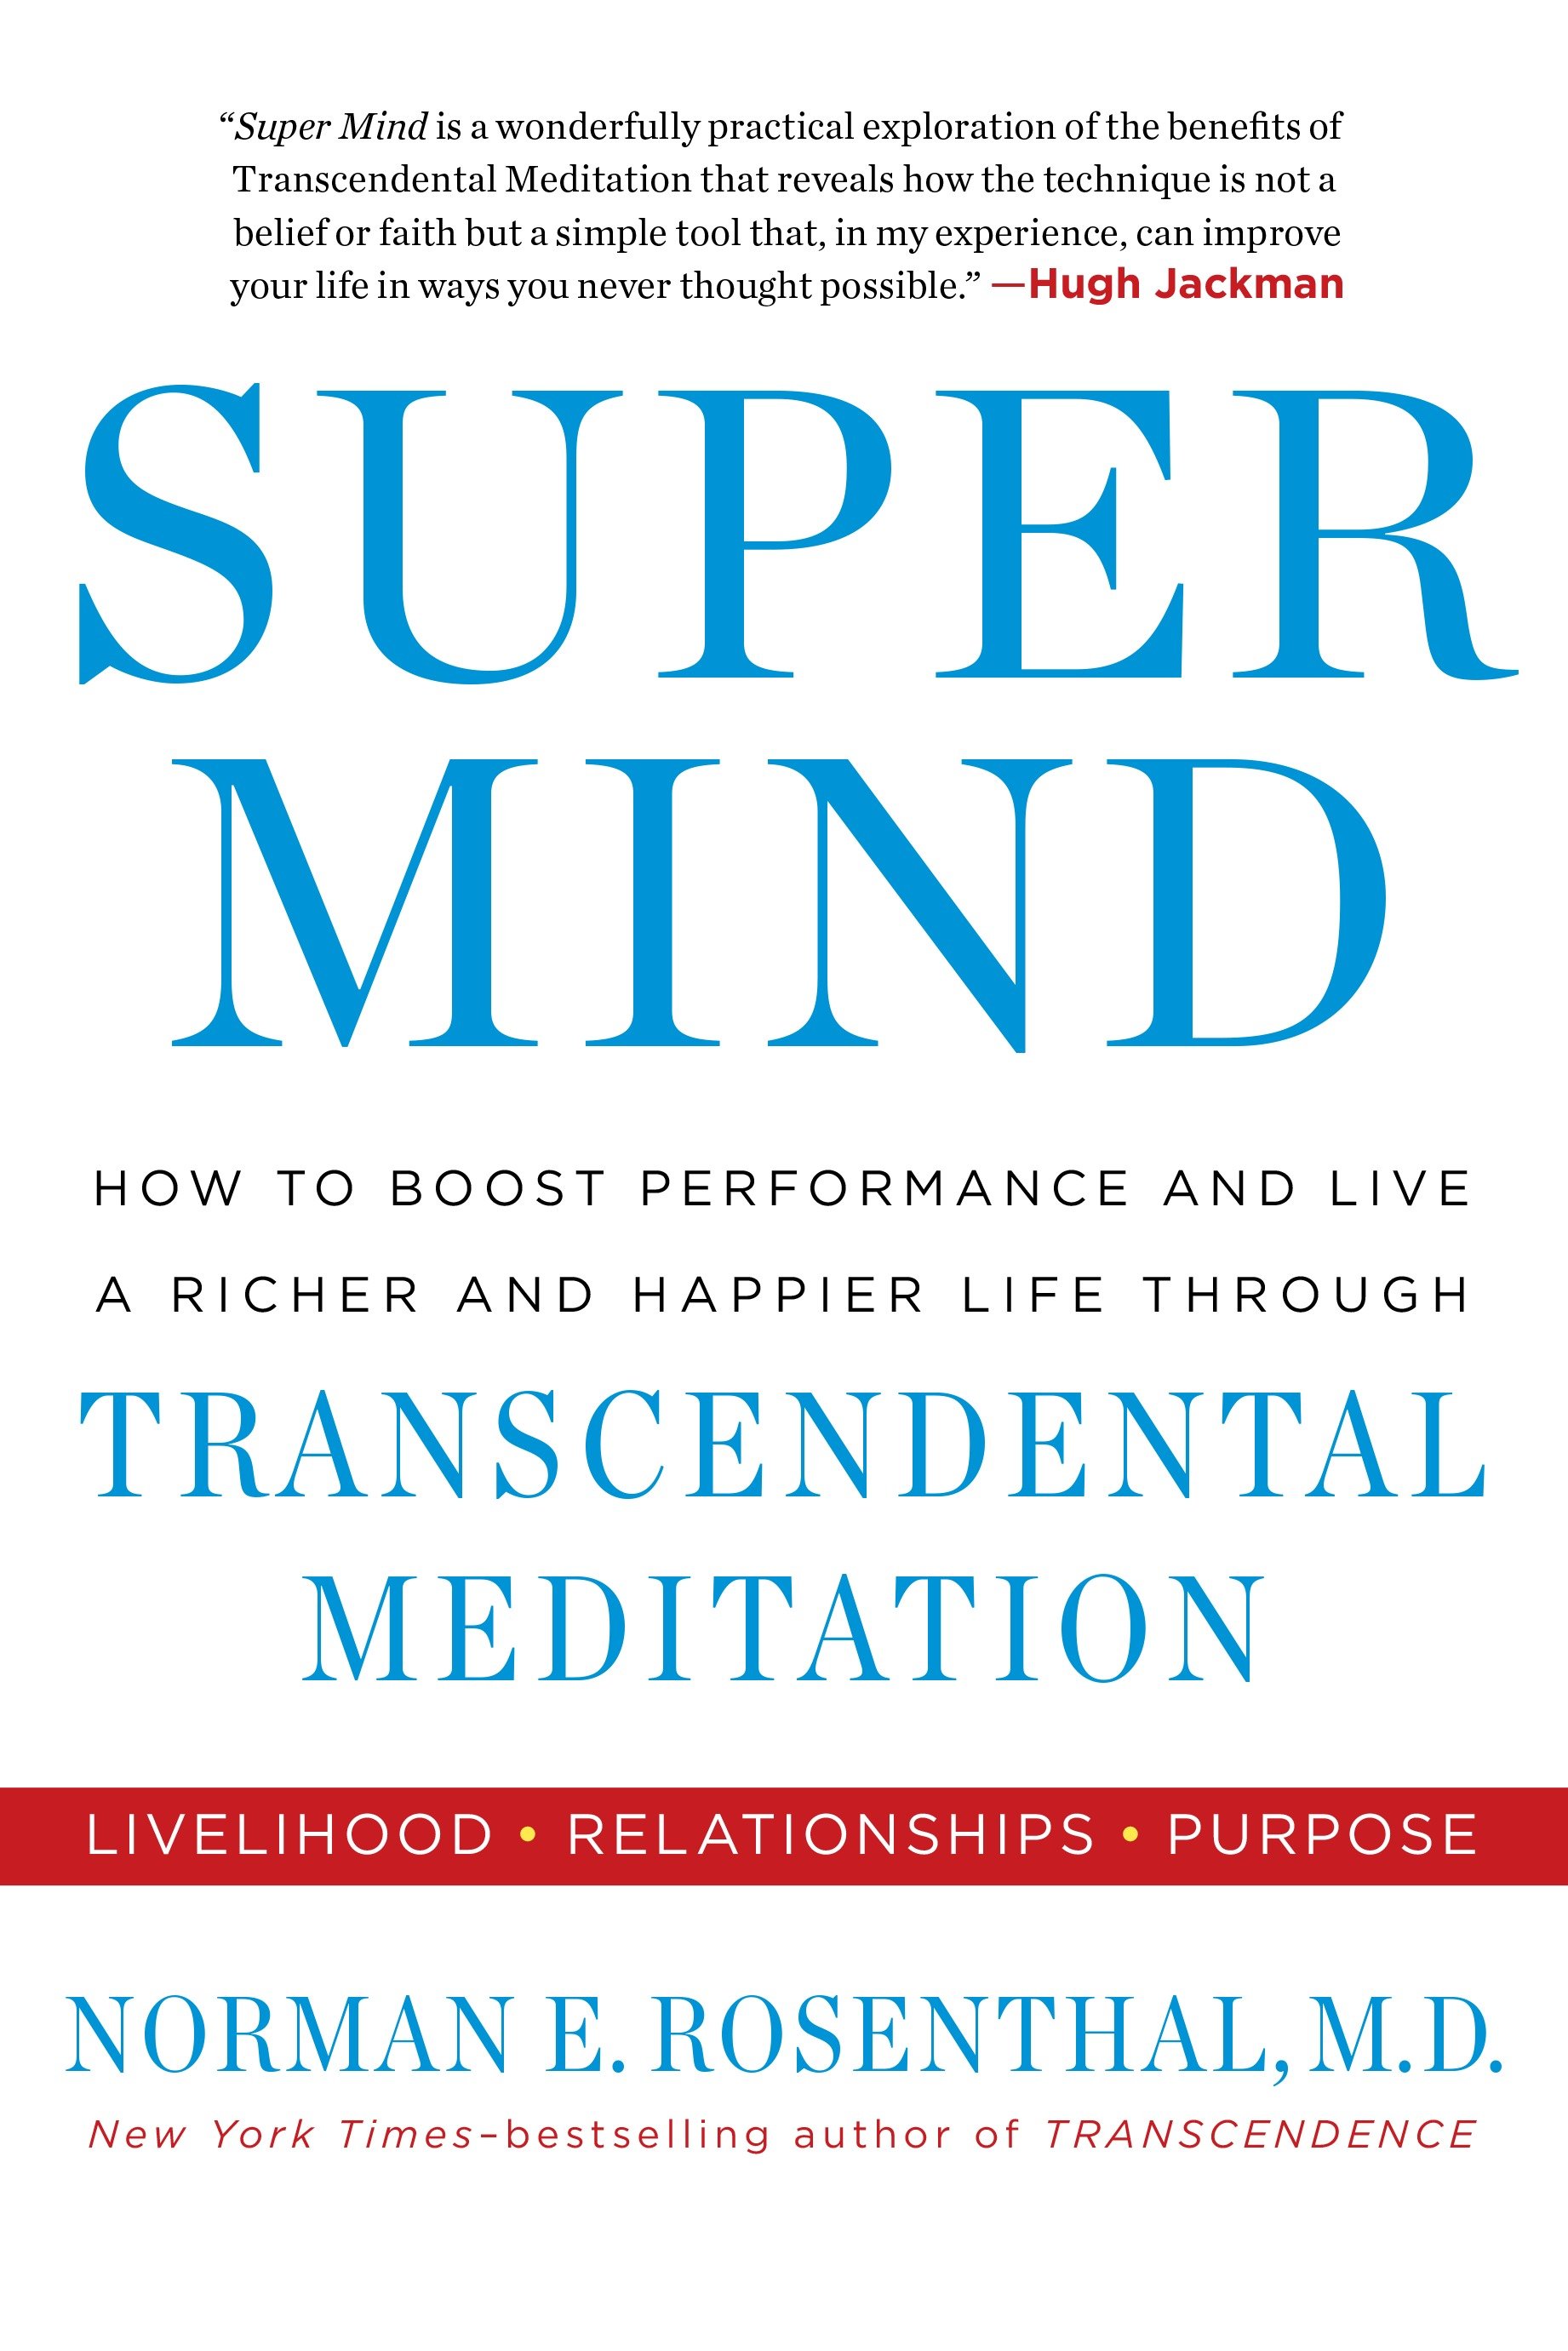 “Super Mind is a wonderfully practical exploration of the benefits of
Transcendental Meditation that reveals how the technique is not a
belief or faith but a simple tool that, in my experience, can improve
your life in ways you never thought possible.” —Hugh Jackman
SUPER
MIND
HOW TO BOOST PERFORMANCE AND LIVE
A RICHER AND HAPPIER LIFE THROUGH
TRANSCENDENTAL
MEDITATION
LIVELIHOOD • RELATIONSHIPS • PURPOSE
NORMAN E. ROSENTHAL, M.D.
New York Times–bestselling author of TRANSCENDENCE